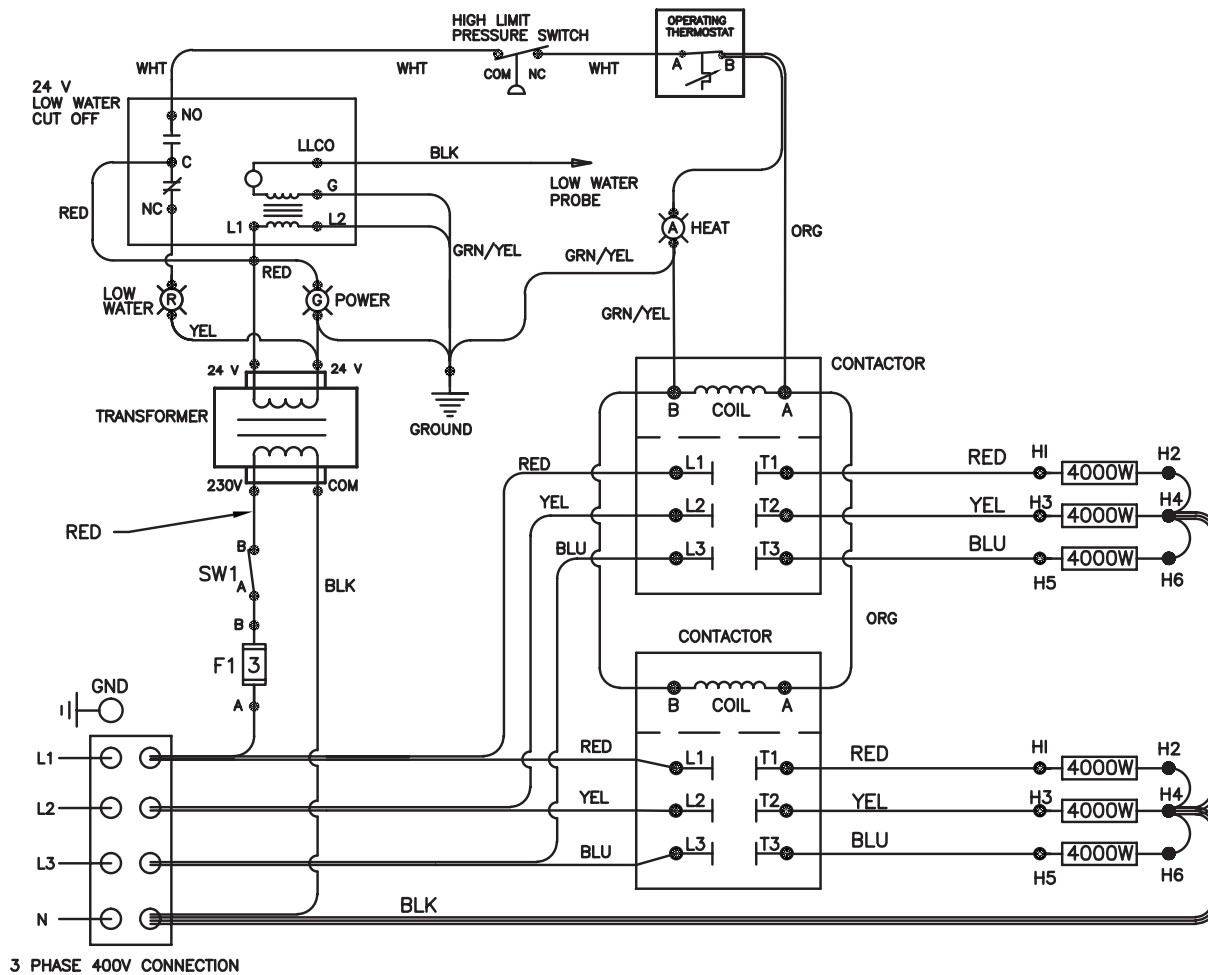 HIGH LIMIT
PRESSURE SWITCH
OPERATING
THERMOSTAT
A
B
WHT
WHT
COM
NC
WHT
24 V
LOW WATER
CUT OFF
NO
C
NC
LLCO
BLK
LOW WATER
PROBE
G
L1
L2
RED
RED
GRN/YEL
GRN/YEL
A
HEAT
ORG
LOW
WATER
R
G
POWER
YEL
GRN/YEL
24 V
24 V
TRANSFORMER
GROUND
230V
COM
RED
B
SW1
A
BLK
B
F1
3
A
GND
CONTACTOR
B
COIL
A
RED
L1
T1
RED
H1
4000W
H2
YEL
L2
T2
YEL
H3
4000W
H4
BLU
L3
T3
BLU
H5
4000W
H6
ORG
CONTACTOR
B
COIL
A
L1
RED
L1
T1
RED
H1
4000W
H2
L2
YEL
L2
T2
YEL
H3
4000W
H4
L3
BLU
L3
T3
BLU
H5
4000W
H6
N
BLK
3 PHASE 400V CONNECTION